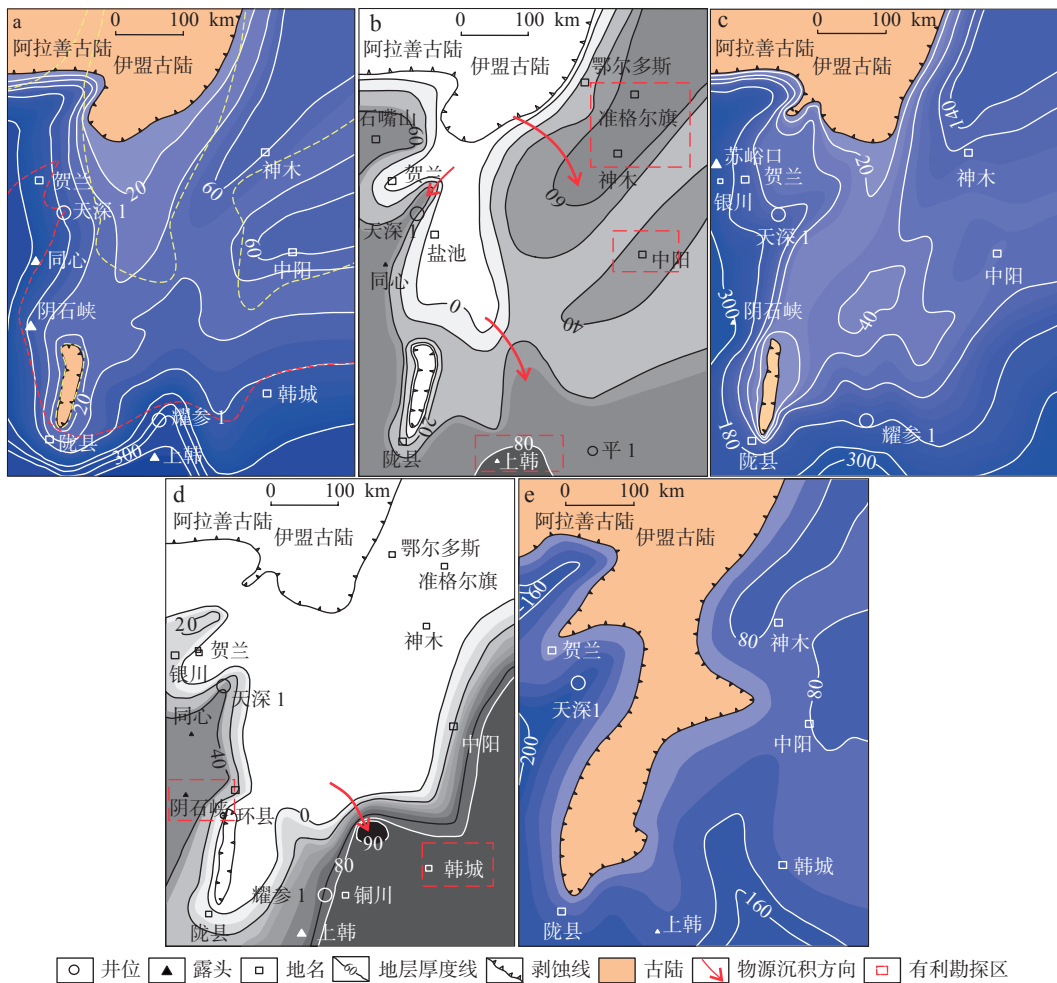 a
0 100 km
阿拉善古陆
伊盟古陆
20
60
神木
贺兰
天深 1
同心
60
中阳
阴石峡
20
韩城
耀参 1
陇县
300
上韩
b
0 100 km
阿拉善古陆
伊盟古陆
鄂尔多斯
石嘴山
60
准格尔旗
神木
贺兰
60
天深 1
盐池
中阳
同心
0
40
20
80
陇县
上韩
平 1
c
0 100 km
阿拉善古陆
伊盟古陆
140
苏峪口
20
神木
贺兰
银川
天深 1
中阳
300
阴石峡
40
180
耀参 1
陇县
300
d
0 100 km
阿拉善古陆
伊盟古陆
鄂尔多斯
准格尔旗
20
神木
贺兰
银川
天深 1
同心
中阳
40
阴石峡
环县
0
90
80
韩城
耀参 1
铜川
陇县
上韩
e
0 100 km
阿拉善古陆
伊盟古陆
160
80
神木
贺兰
天深1
80
200
中阳
韩城
160
陇县
上韩
井位 露头 地名 地层厚度线 剥蚀线 古陆 物源沉积方向 有利勘探区